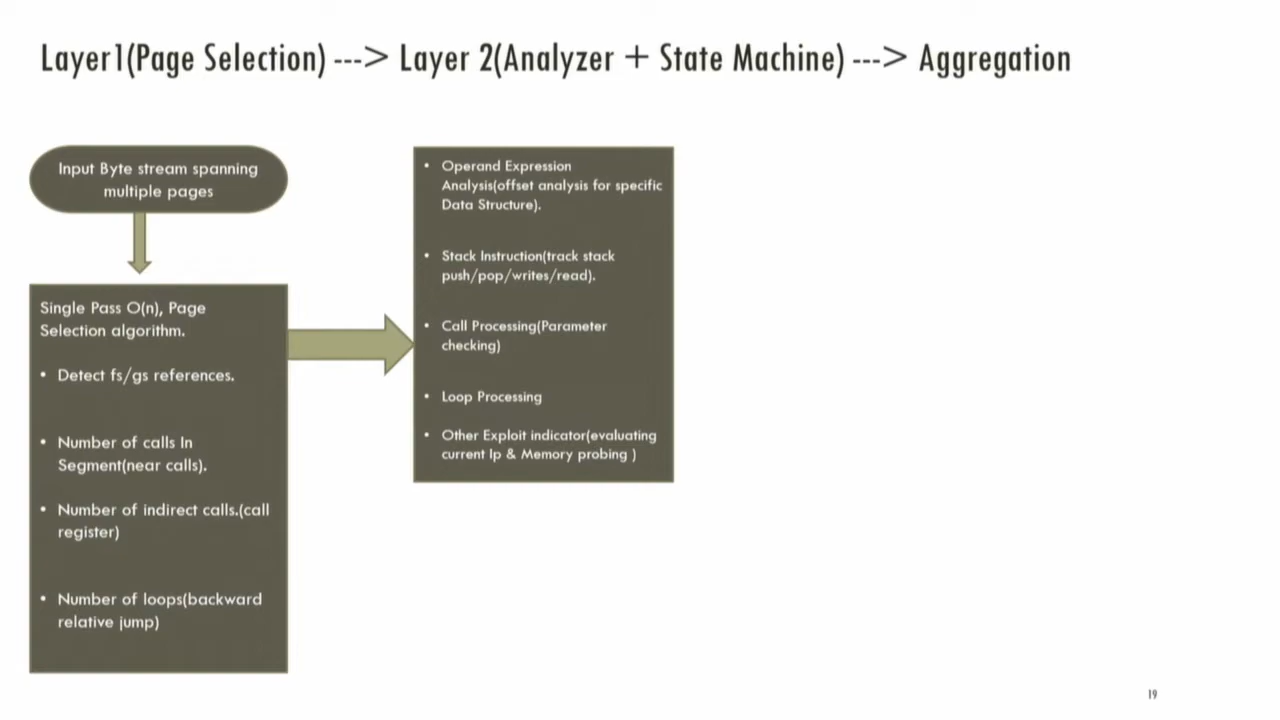 Layer1(Page Selection) ---> Layer 2(Analyzer + State Machine) ---> Aggregation
Input Byte stream spanning
multiple pages
Single Pass O(n), Page
Selection algorithm.
• Detect fs/gs references.
• Number of calls In
Segment(near calls).
• Number of indirect calls.(call
register)
• Number of loops(backward
relative jump)
• Operand Expression
Analysis(offset analysis for specific
Data Structure).
• Stack Instruction(track stack
push/pop/writes/read).
• Call Processing(Parameter
checking)
• Loop Processing
• Other Exploit indicator(evaluating
current Ip & Memory probing )
19